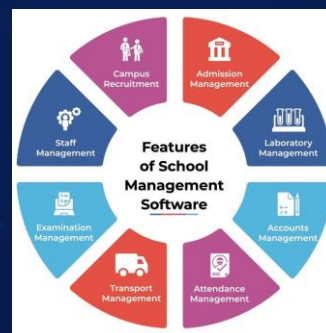 Campus
Recruitment
Admission
Management
Staff
Management
Features
of School
Management
Software
Laboratory
Management
Examination
Management
Accounts
Management
Transport
Management
Attendance
Management